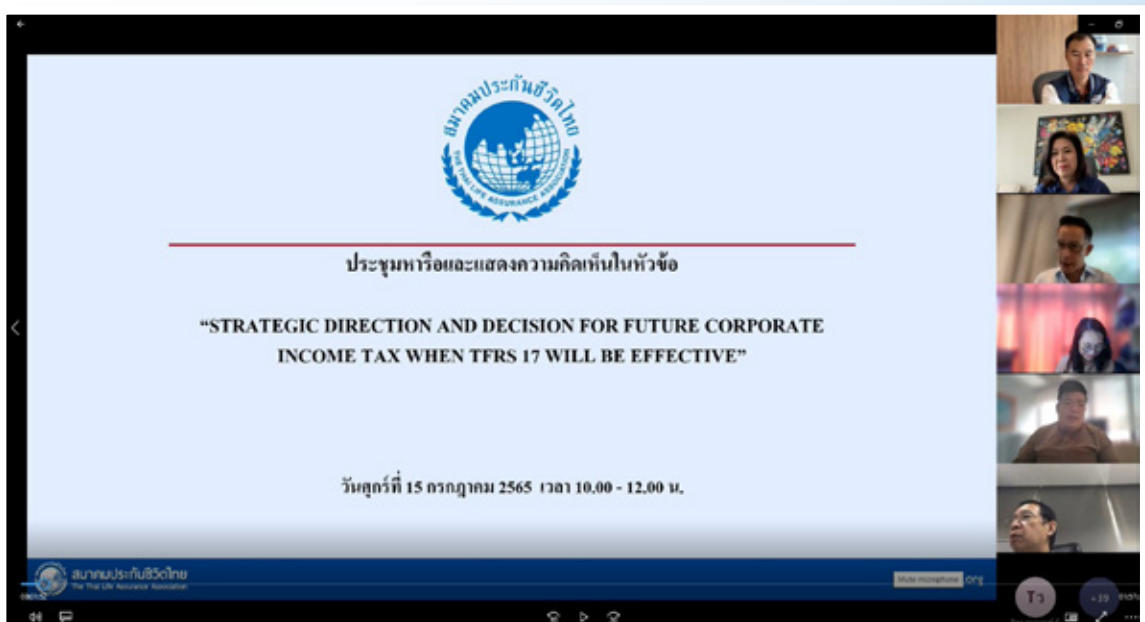 สมาคมประกันชีวิตไทย
THE THAI LIFE ASSURANCE ASSOCIATION
ประชุมหารือและแสดงความคิดเห็นในหัวข้อ
“STRATEGIC DIRECTION AND DECISION FOR FUTURE CORPORATE
INCOME TAX WHEN TFRS 17 WILL BE EFFECTIVE”
วันศุกร์ที่ 15 กรกฎาคม 2565 เวลา 10.00 - 12.00 น.
สมาคมประกันชีวิตไทย
The Thai Life Assurance Association
Mute microphone
org
Tว
+39